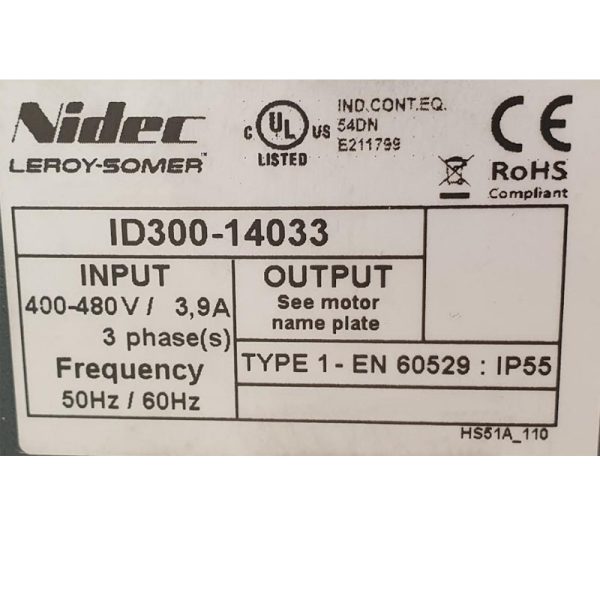 Nidec
LEROY-SOMER™
C UL US
LISTED
IND.CONT.EQ.
54DN
E211799
CE
RoHS
Compliant
ID300-14033
INPUT
400-480V / 3,9A
3 phase(s)
Frequency
50Hz / 60Hz
OUTPUT
See motor
name plate
TYPE 1 - EN 60529 : IP55
HS51A_110